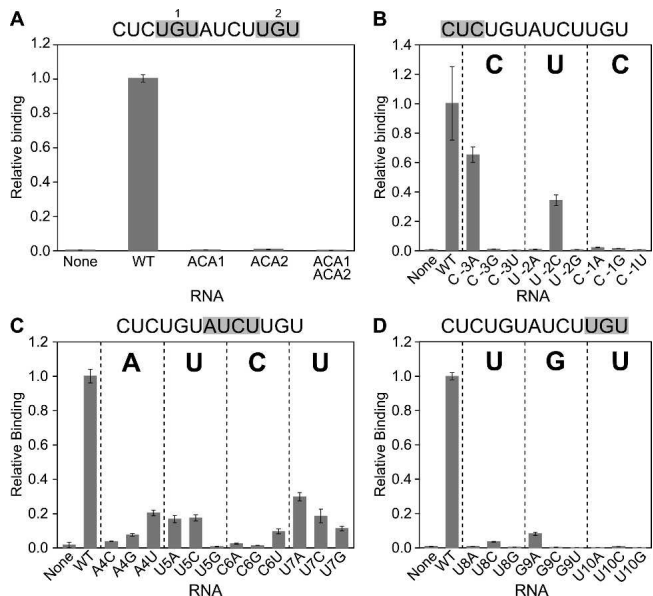 A
1 2
CUCUGUAUCUUGU
Relative binding
1.2
1.0
0.8
0.6
0.4
0.2
0.0
None WT ACA1 ACA2 ACA1
ACA2
RNA
B
CUCUGUAUCUUGU
C U C
Relative binding
1.4
1.2
1.0
0.8
0.6
0.4
0.2
0.0
None WT C -3A C -3G C -3U U -2A U -2C U -2G C -1A C -1G C -1U
RNA
C
CUCUGUAUCUUGU
A U C U
Relative Binding
1.2
1.0
0.8
0.6
0.4
0.2
0.0
None WT A4C A4G A4U U5A U5C U5G C6A C6G C6U U7A U7C U7G
RNA
D
CUCUGUAUCUUGU
U G U
Relative Binding
1.2
1.0
0.8
0.6
0.4
0.2
0.0
None WT U8A U8C U8G G9A G9C G9U U10A U10C U10G
RNA